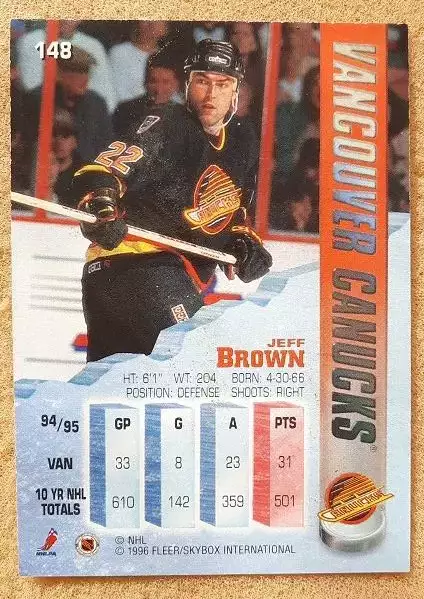 148
VANCOUVER CANUCKS
22
JEFF
BROWN
HT: 6'1" WT: 204 BORN: 4-30-66
POSITION: DEFENSE SHOOTS: RIGHT
94/95 GP G A PTS
VAN 33 8 23 31
10 YR NHL TOTALS 610 142 359 501
© NHL
© 1996 FLEER/SKYBOX INTERNATIONAL
NHLPA